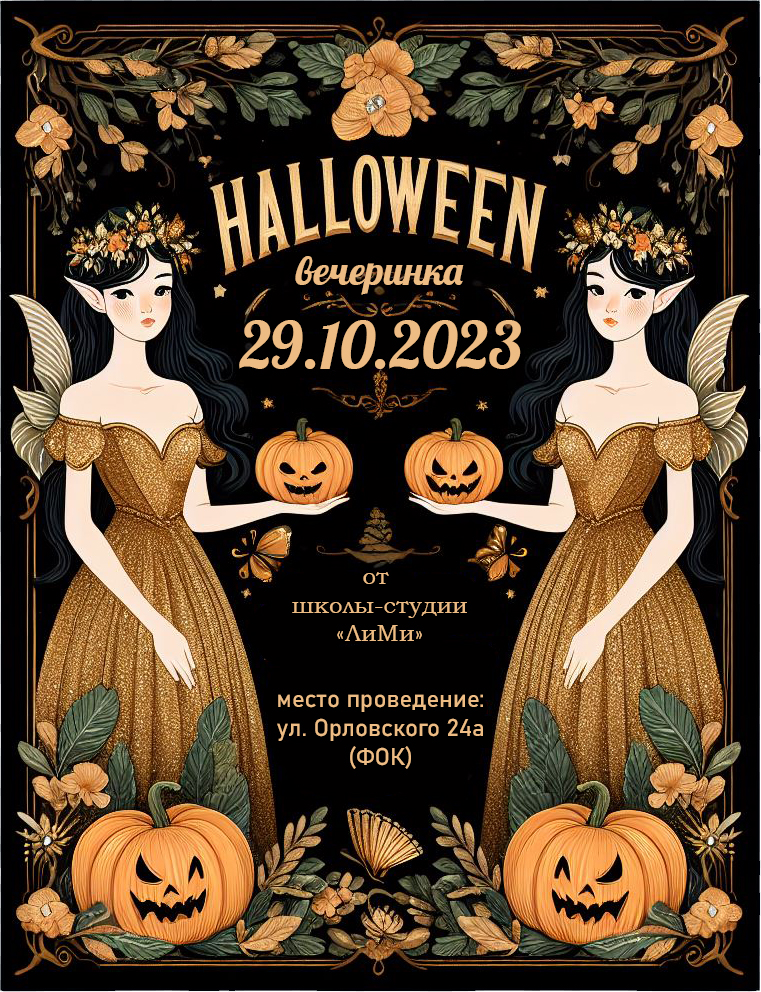 HALLOWEEN
вечеринка
29.10.2023
от
школы-студии
«ЛиМи»
место проведение:
ул. Орловского 24а
(ФОК)